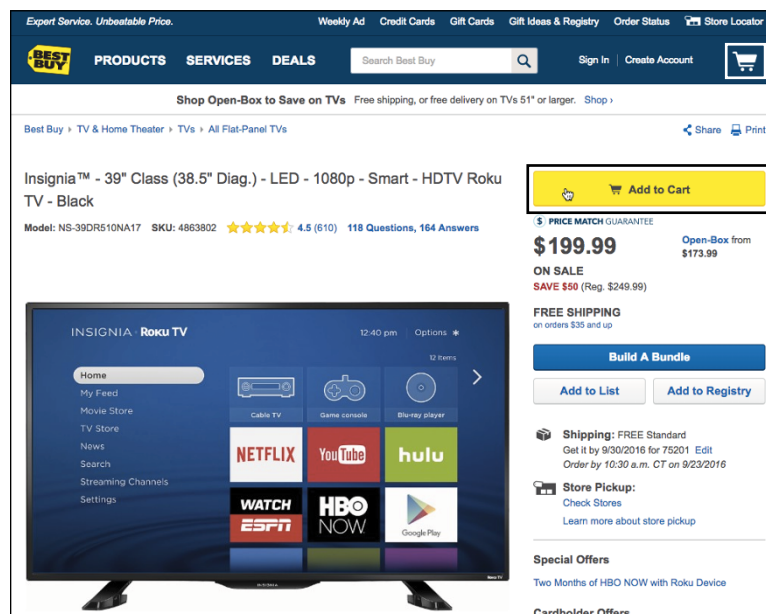 Expert Service. Unbeatable Price. Weekly Ad Credit Cards Gift Cards Gift Ideas & Registry Order Status Store Locator
BEST BUY PRODUCTS SERVICES DEALS Search Best Buy Sign In Create Account
Shop Open-Box to Save on TVs Free shipping, or free delivery on TVs 51" or larger. Shop ›
Best Buy TV & Home Theater TVs All Flat-Panel TVs Share Print
Insignia™ - 39" Class (38.5" Diag.) - LED - 1080p - Smart - HDTV Roku
TV - Black
Model: NS-39DR510NA17 SKU: 4863802 4.5 (610) 118 Questions, 164 Answers
INSIGNIA · Roku TV 12:40 pm Options ✱
12 Items
Home
My Feed
Movie Store
TV Store
News
Search
Streaming Channels
Settings
Cable TV Game console Blu-ray player
NETFLIX YouTube hulu
WATCH ESPN HBO NOW Google Play
INSIGNIA Roku TV
Add to Cart
$ PRICE MATCH GUARANTEE
$199.99 Open-Box from
$173.99
ON SALE
SAVE $50 (Reg. $249.99)
FREE SHIPPING
on orders $35 and up
Build A Bundle
Add to List Add to Registry
Shipping: FREE Standard
Get it by 9/30/2016 for 75201 Edit
Order by 10:30 a.m. CT on 9/23/2016
Store Pickup:
Check Stores
Learn more about store pickup
Special Offers
Two Months of HBO NOW with Roku Device
Cardholder Offers